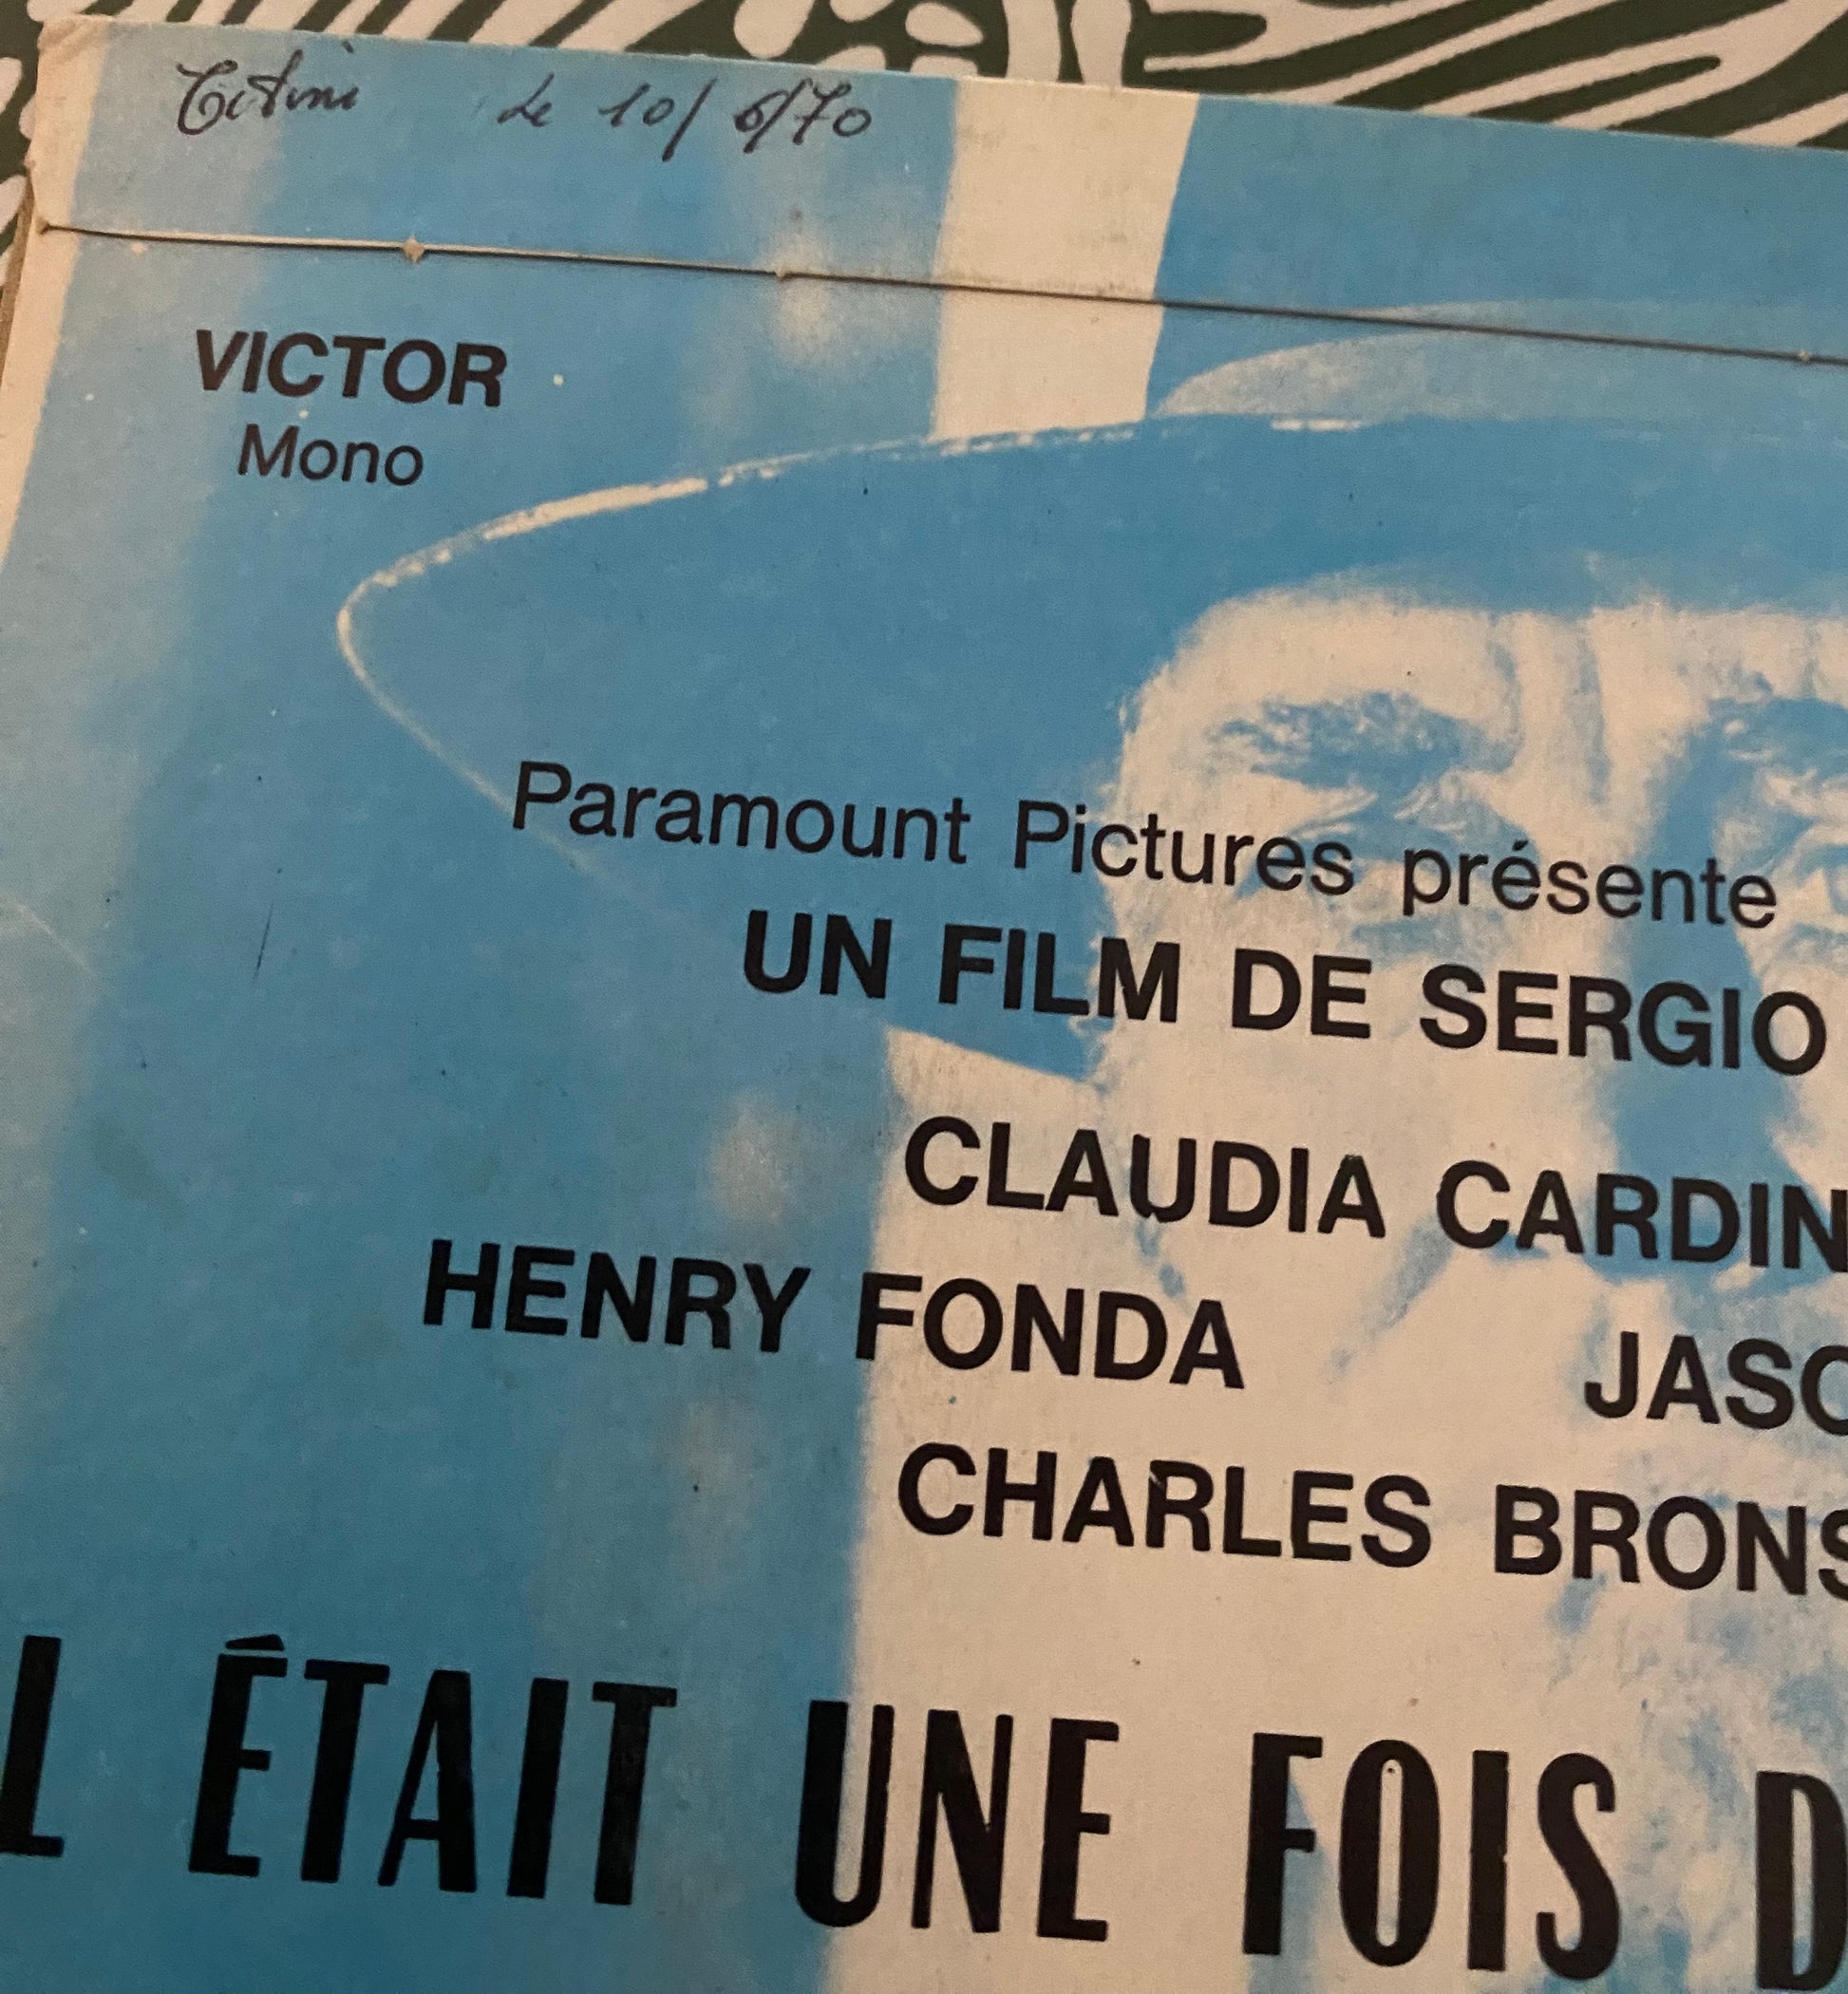 Titini Le 10/6/70
VICTOR
Mono
Paramount Pictures présente
UN FILM DE SERGIO
CLAUDIA CARDIN
HENRY FONDA JASO
CHARLES BRONS
L ÉTAIT UNE FOIS D